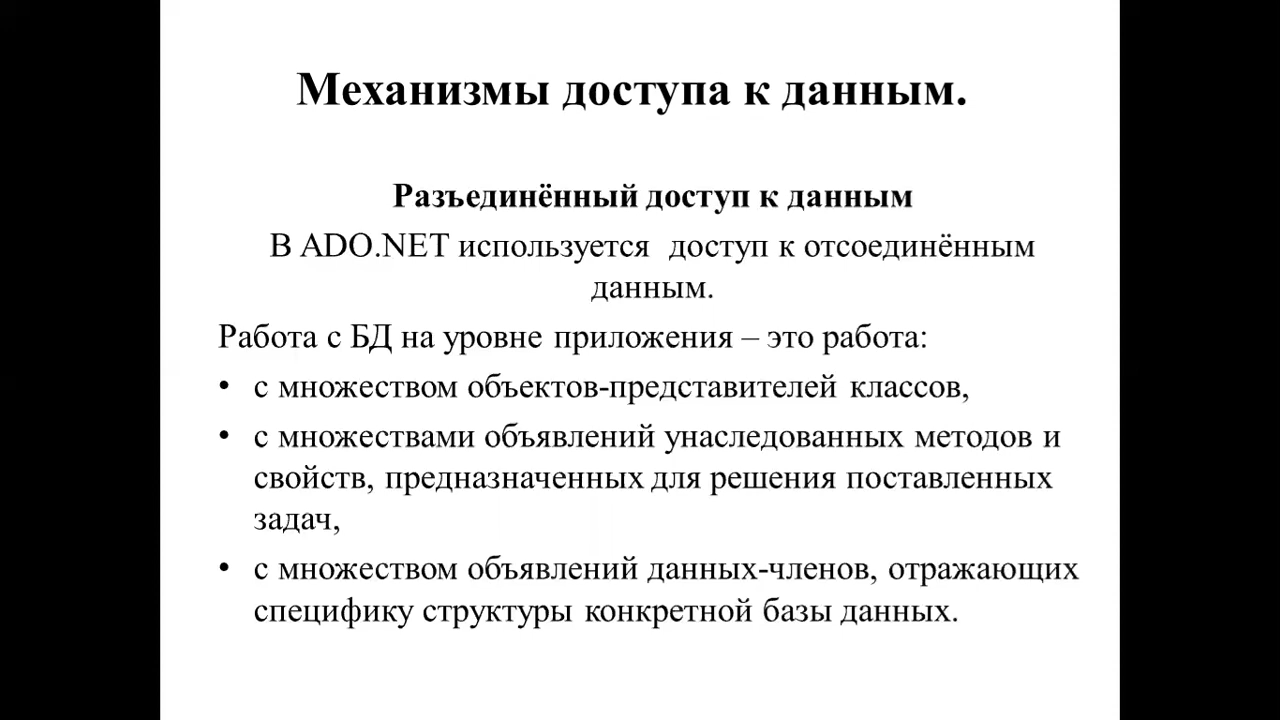 Механизмы доступа к данным.
Разъединённый доступ к данным
В ADO.NET используется доступ к отсоединённым
данным.
Работа с БД на уровне приложения – это работа:
• с множеством объектов-представителей классов,
• с множествами объявлений унаследованных методов и
свойств, предназначенных для решения поставленных
задач,
• с множеством объявлений данных-членов, отражающих
специфику структуры конкретной базы данных.